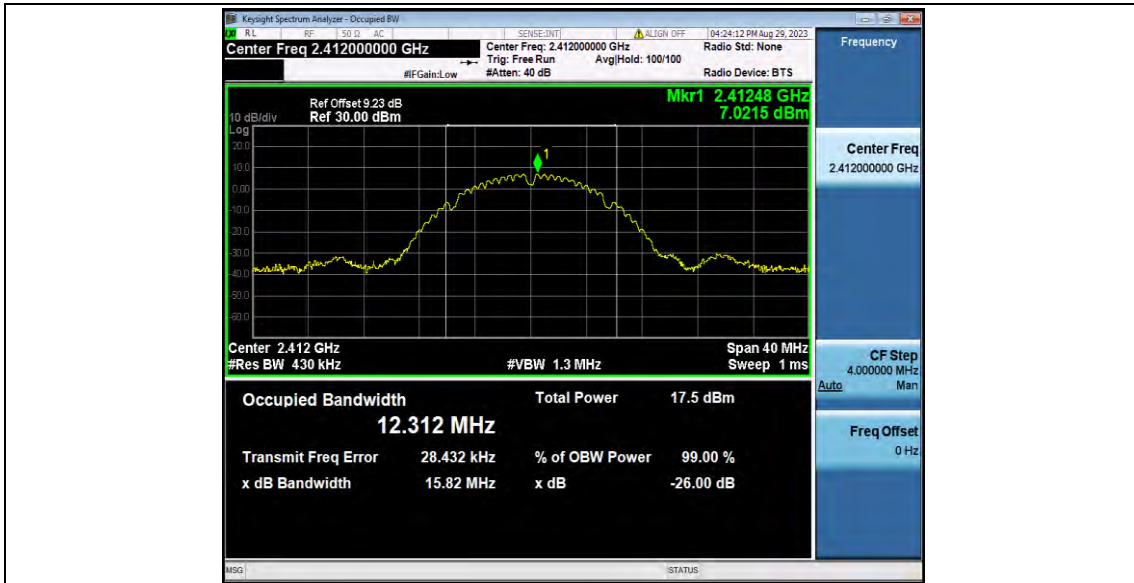 Keysight Spectrum Analyzer - Occupied BW
RL RF 50 Ω AC SENSE:INT ALIGN OFF 04:24:12 PM Aug 29, 2023
Center Freq 2.412000000 GHz
Center Freq: 2.412000000 GHz Radio Std: None
Trig: Free Run Avg|Hold: 100/100
#IFGain:Low #Atten: 40 dB Radio Device: BTS
Frequency
Mkr1 2.41248 GHz
7.0215 dBm
Ref Offset 9.23 dB
10 dB/div Ref 30.00 dBm
Log
20.0
10.0
0.00
-10.0
-20.0
-30.0
-40.0
-50.0
-60.0
1
Center 2.412 GHz Span 40 MHz
#Res BW 430 kHz #VBW 1.3 MHz Sweep 1 ms
Occupied Bandwidth Total Power 17.5 dBm
12.312 MHz
Transmit Freq Error 28.432 kHz % of OBW Power 99.00 %
x dB Bandwidth 15.82 MHz x dB -26.00 dB
Center Freq
2.412000000 GHz
CF Step
4.000000 MHz
Auto Man
Freq Offset
0 Hz
MSG STATUS